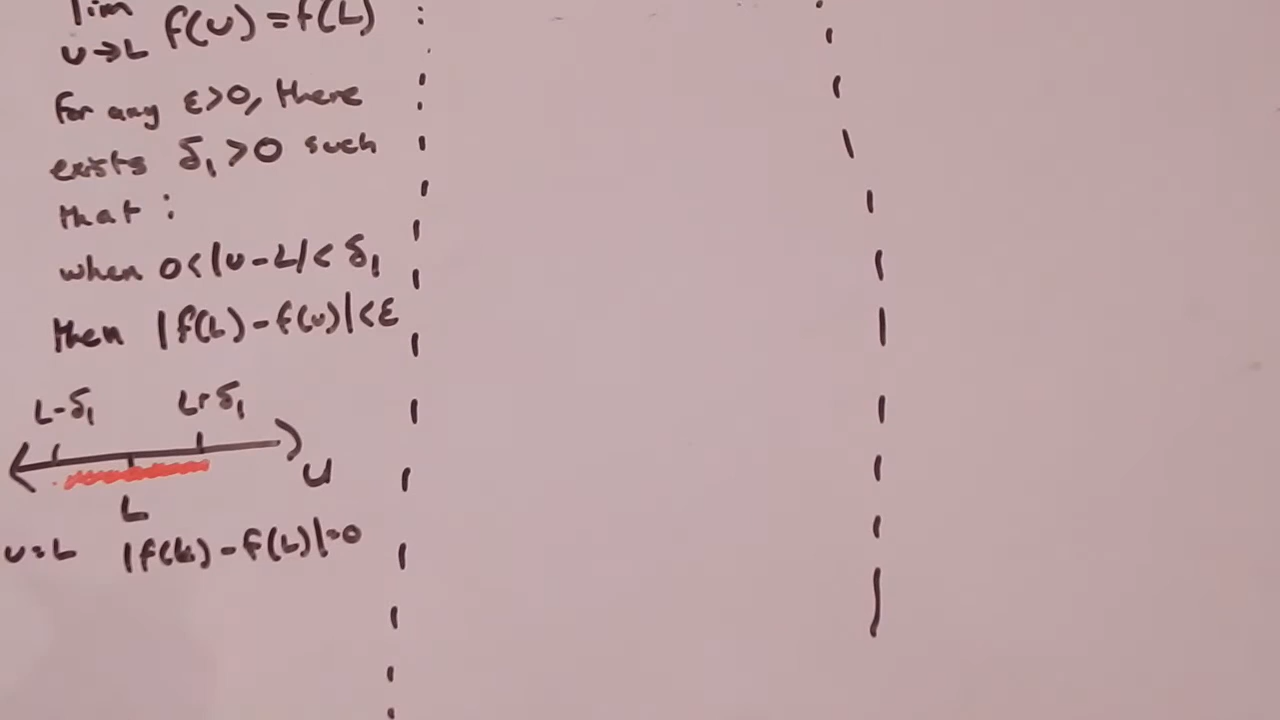 lim
u→L f(u) = f(L)
for any ε>0, there
exists δ₁>0 such
that :
when 0<|u-L|< δ₁
then |f(L)-f(u)|<ε
L-δ₁ L+δ₁
u
L
u=L |f(L)-f(L)|=0